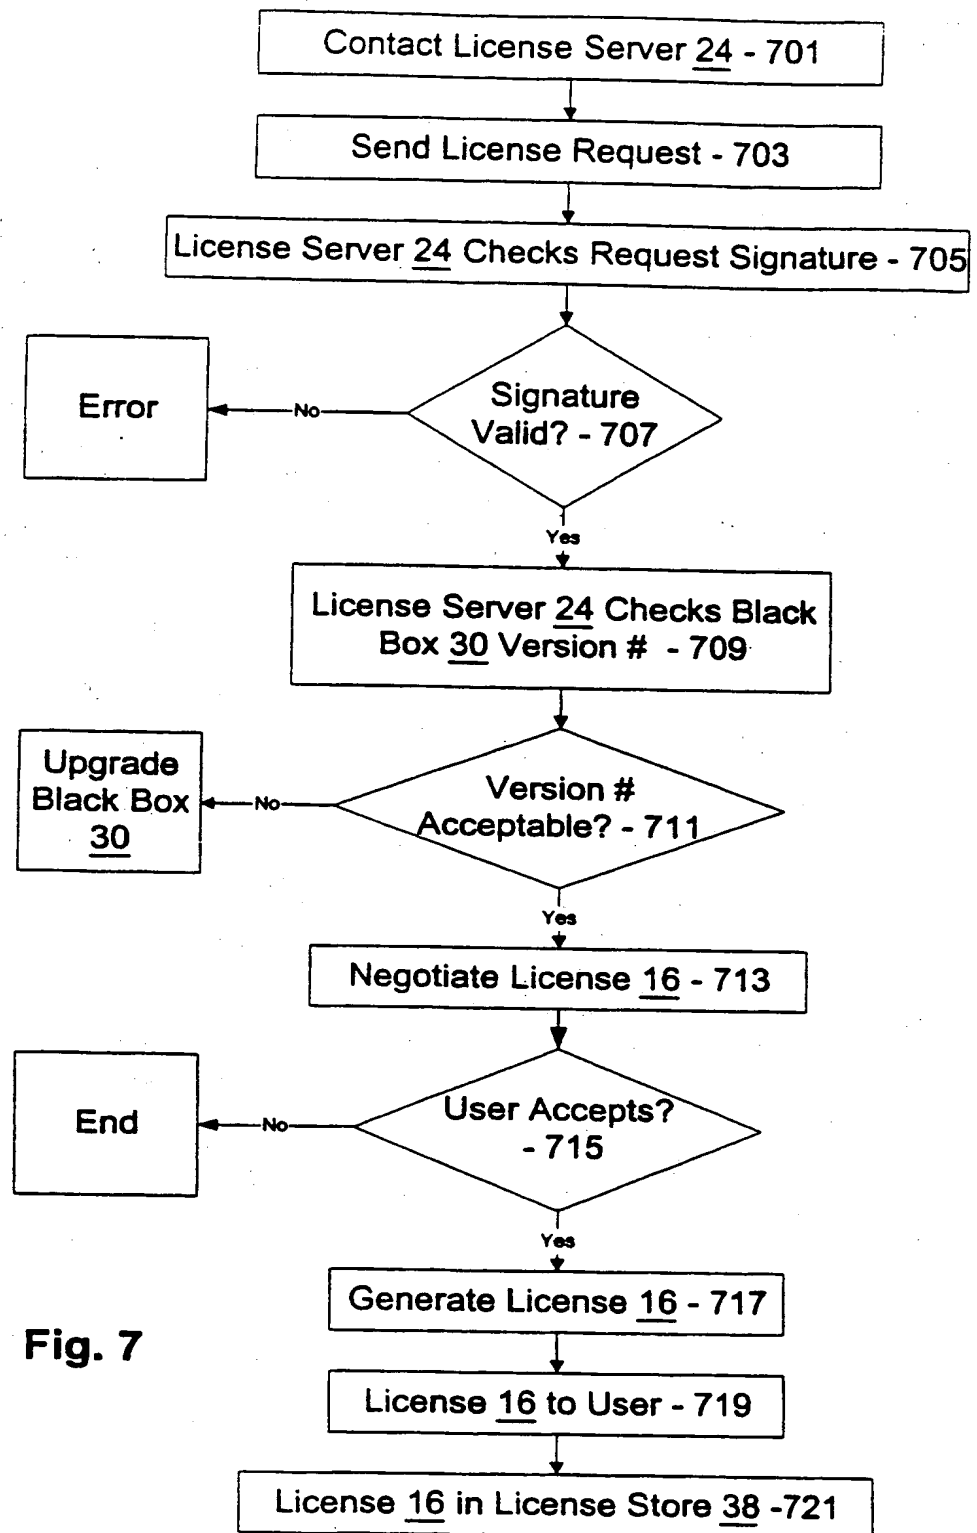 Contact License Server 24 - 701
Send License Request - 703
License Server 24 Checks Request Signature - 705
Signature
Valid? - 707
No
Error
Yes
License Server 24 Checks Black
Box 30 Version # - 709
Version #
Acceptable? - 711
No
Upgrade
Black Box
30
Yes
Negotiate License 16 - 713
User Accepts?
- 715
No
End
Yes
Generate License 16 - 717
License 16 to User - 719
License 16 in License Store 38 -721
Fig. 7